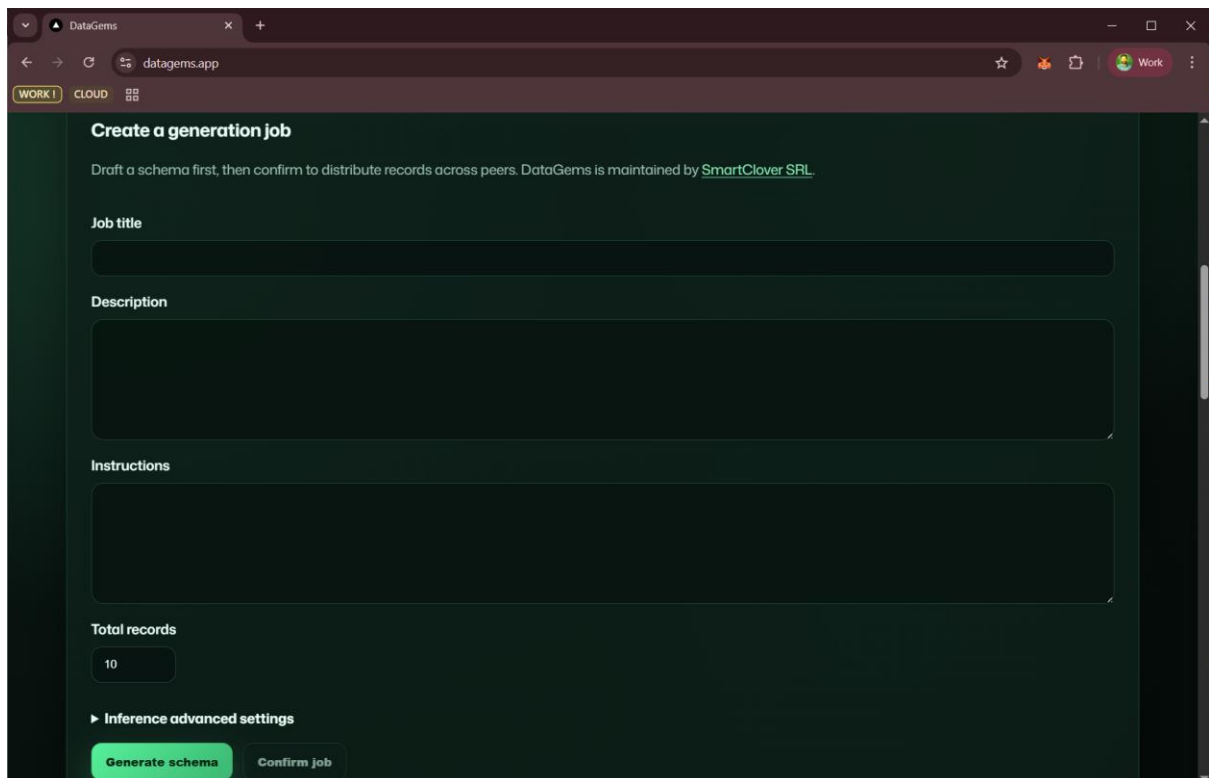 DataGems
datagems.app
Work
WORK !
CLOUD
Create a generation job
Draft a schema first, then confirm to distribute records across peers. DataGems is maintained by SmartClover SRL.
Job title
Description
Instructions
Total records
10
Inference advanced settings
Generate schema
Confirm job